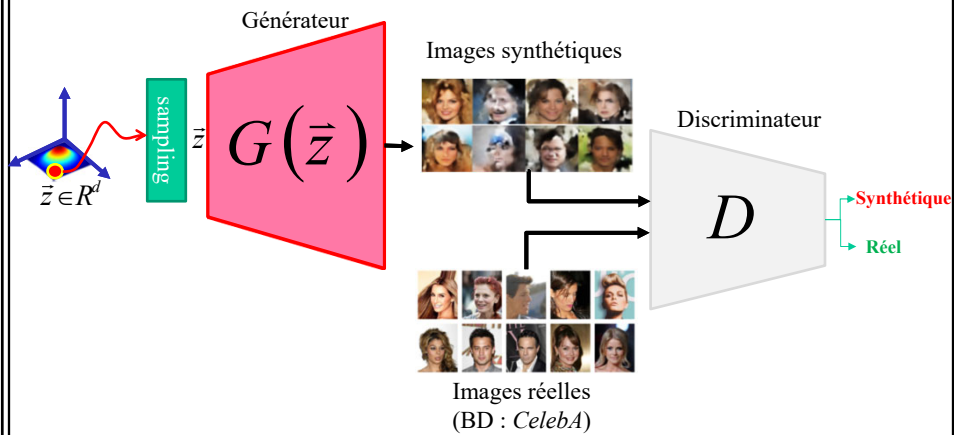 Générateur
Images synthétiques
Discriminateur
sampling
z⃗
G(z⃗)
z⃗ ∈ R^d
D
Synthétique
Réel
Images réelles
(BD : CelebA)